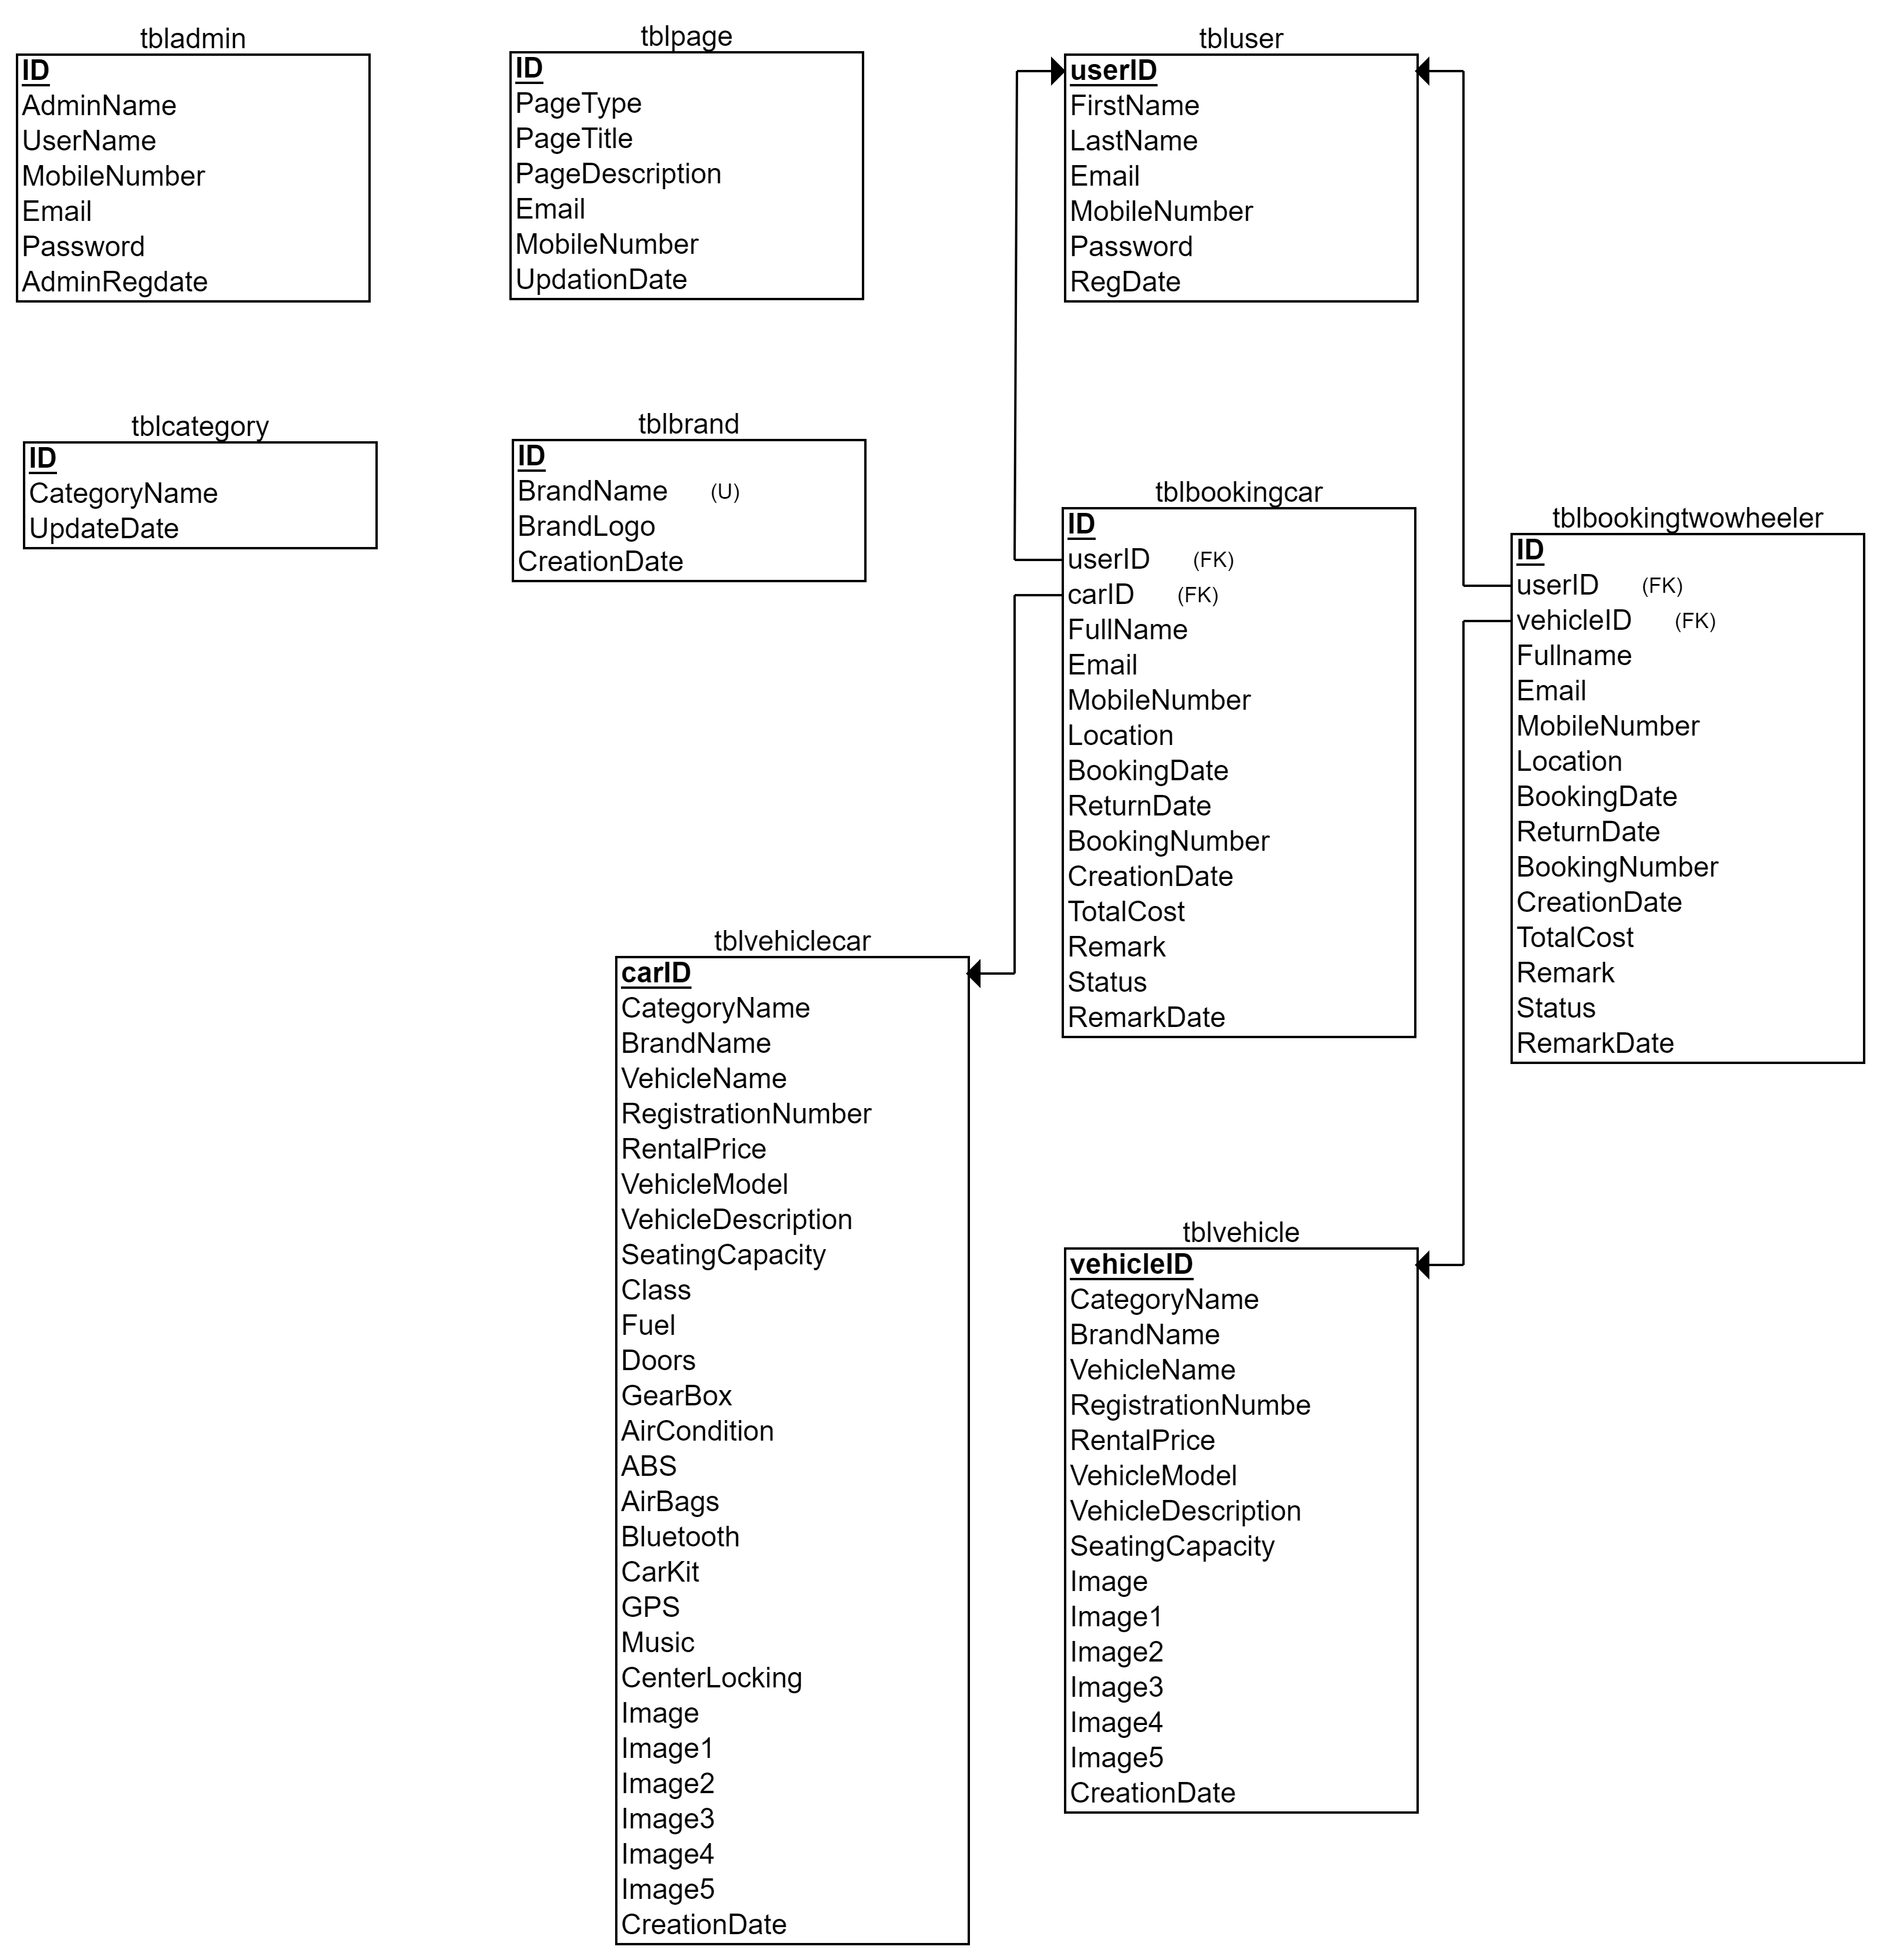 tbladmin
ID
AdminName
UserName
MobileNumber
Email
Password
AdminRegdate
tblpage
ID
PageType
PageTitle
PageDescription
Email
MobileNumber
UpdationDate
tbluser
userID
FirstName
LastName
Email
MobileNumber
Password
RegDate
tblcategory
ID
CategoryName
UpdateDate
tblbrand
ID
BrandName (U)
BrandLogo
CreationDate
tblbookingcar
ID
userID (FK)
carID (FK)
FullName
Email
MobileNumber
Location
BookingDate
ReturnDate
BookingNumber
CreationDate
TotalCost
Remark
Status
RemarkDate
tblbookingtwowheeler
ID
userID (FK)
vehicleID (FK)
Fullname
Email
MobileNumber
Location
BookingDate
ReturnDate
BookingNumber
CreationDate
TotalCost
Remark
Status
RemarkDate
tblvehiclecar
carID
CategoryName
BrandName
VehicleName
RegistrationNumber
RentalPrice
VehicleModel
VehicleDescription
SeatingCapacity
Class
Fuel
Doors
GearBox
AirCondition
ABS
AirBags
Bluetooth
CarKit
GPS
Music
CenterLocking
Image
Image1
Image2
Image3
Image4
Image5
CreationDate
tblvehicle
vehicleID
CategoryName
BrandName
VehicleName
RegistrationNumbe
RentalPrice
VehicleModel
VehicleDescription
SeatingCapacity
Image
Image1
Image2
Image3
Image4
Image5
CreationDate